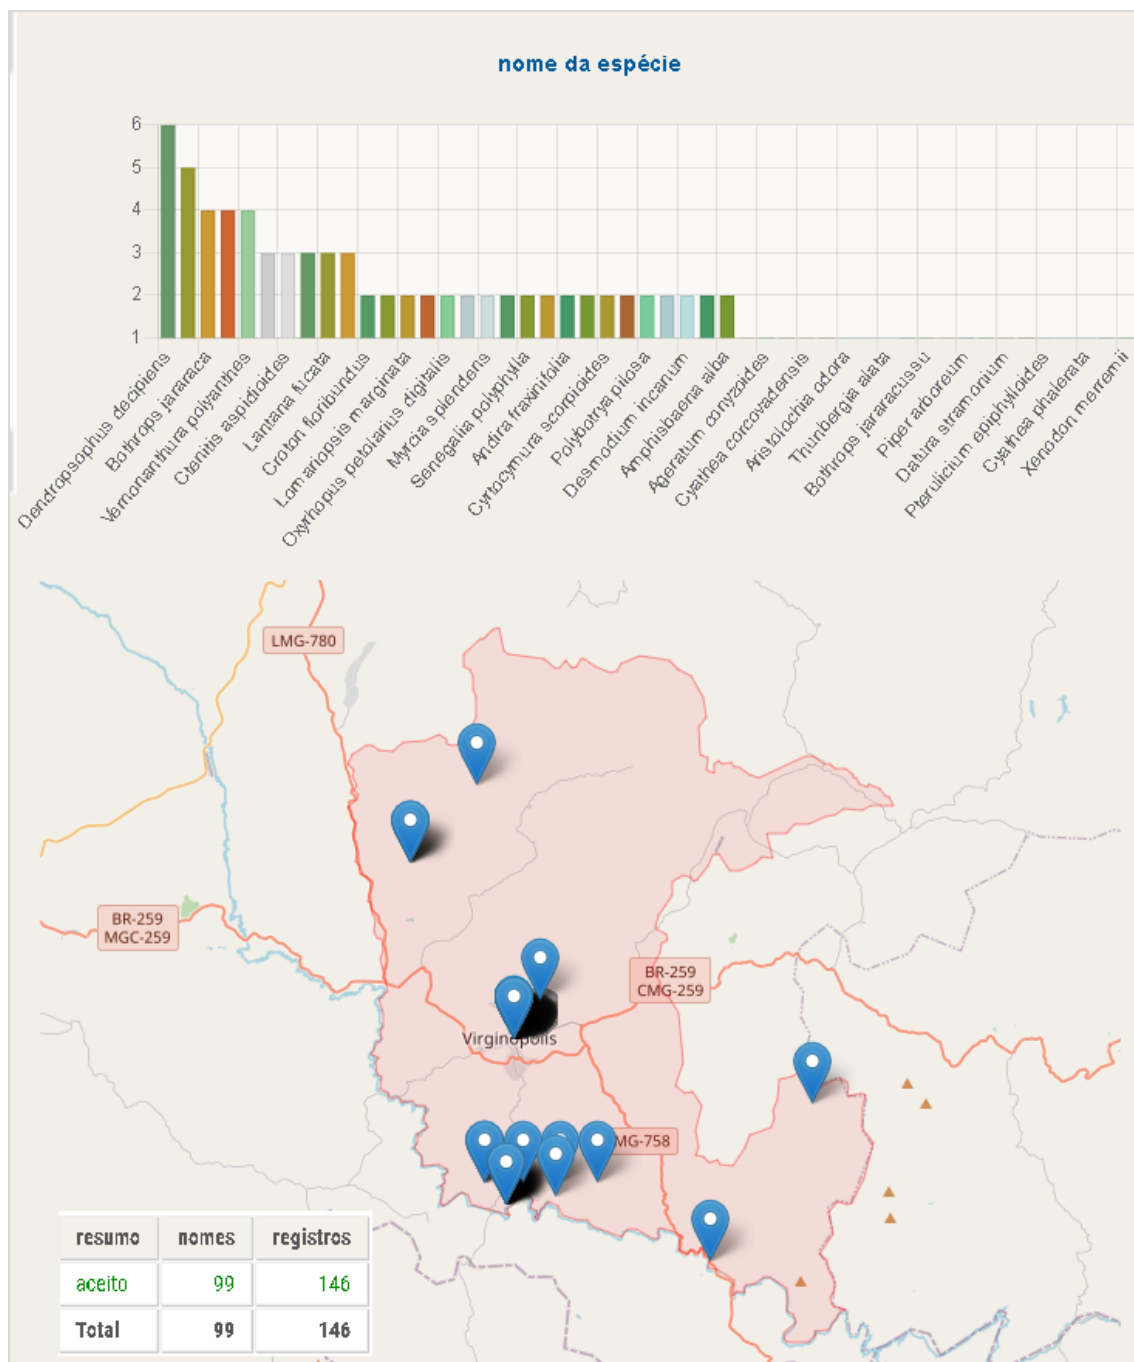 nome da espécie
6
5
4
3
2
1
Dendropsophus decipiens
Bothrops jararaca
Vernonanthura polyanthes
Ctenitis aspidioides
Lantana fucata
Croton floribundus
Lomariopsis marginata
Oxyrhopus petolarius digitalis
Myrcia splendens
Senegalia polyphylla
Andira fraxinifolia
Cyrtocymura scorpioides
Polybotrya pilosa
Desmodium incanum
Amphisbaena alba
Ageratum conyzoides
Cyathea corcovadensis
Aristolochia odora
Thunbergia alata
Bothrops jararacussu
Piper arboreum
Datura stramonium
Pterulicium epiphylloides
Cyathea phalerata
Xenodon merremii
LMG-780
BR-259
MGC-259
BR-259
CMG-259
Virginópolis
MG-758
resumo nomes registros
aceito 99 146
Total 99 146